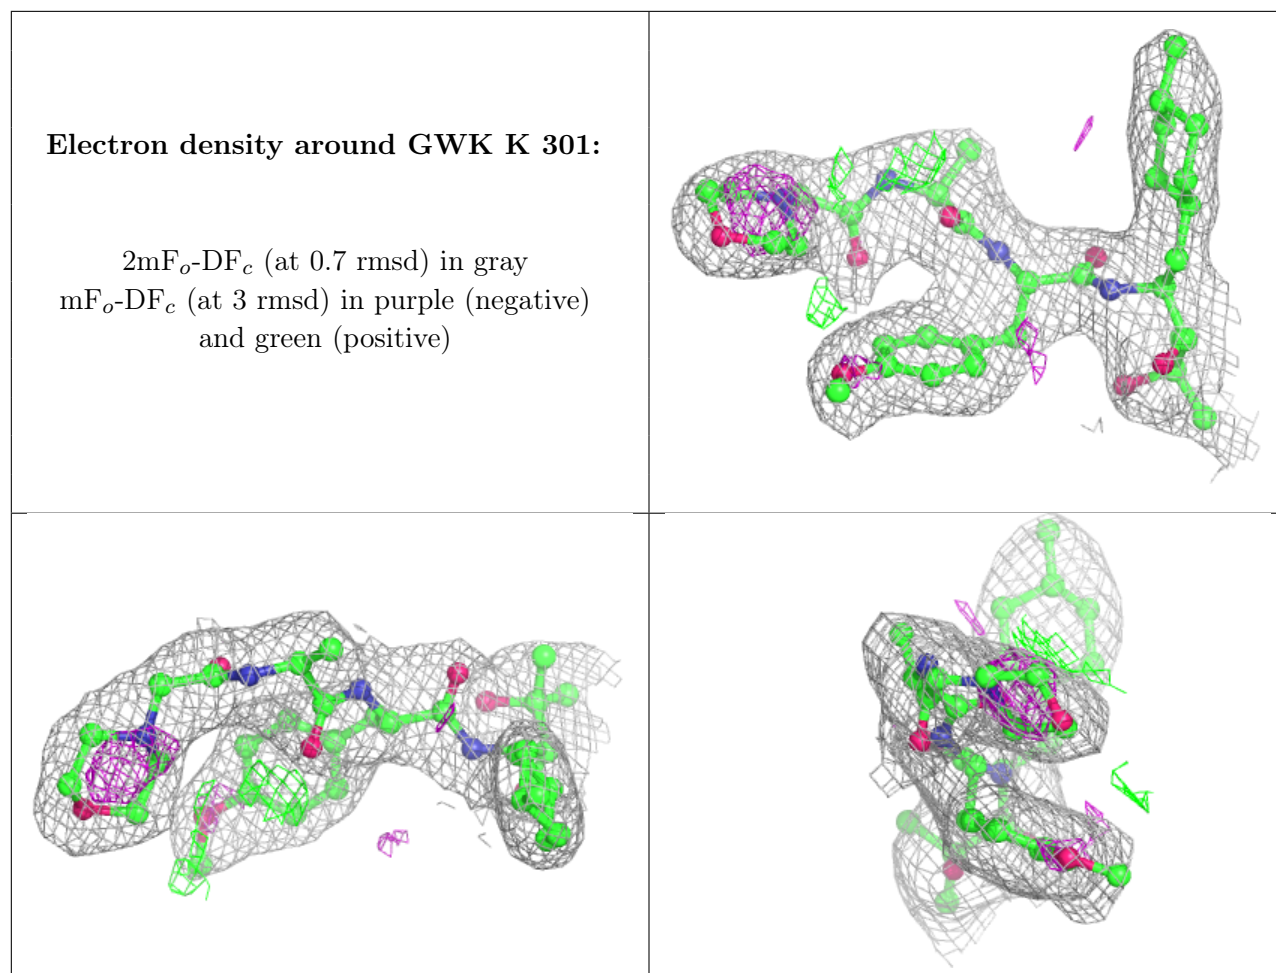 Electron density around GWK K 301:
2mFo-DFc (at 0.7 rmsd) in gray
mFo-DFc (at 3 rmsd) in purple (negative)
and green (positive)